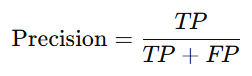 Precision = TP / (TP + FP)